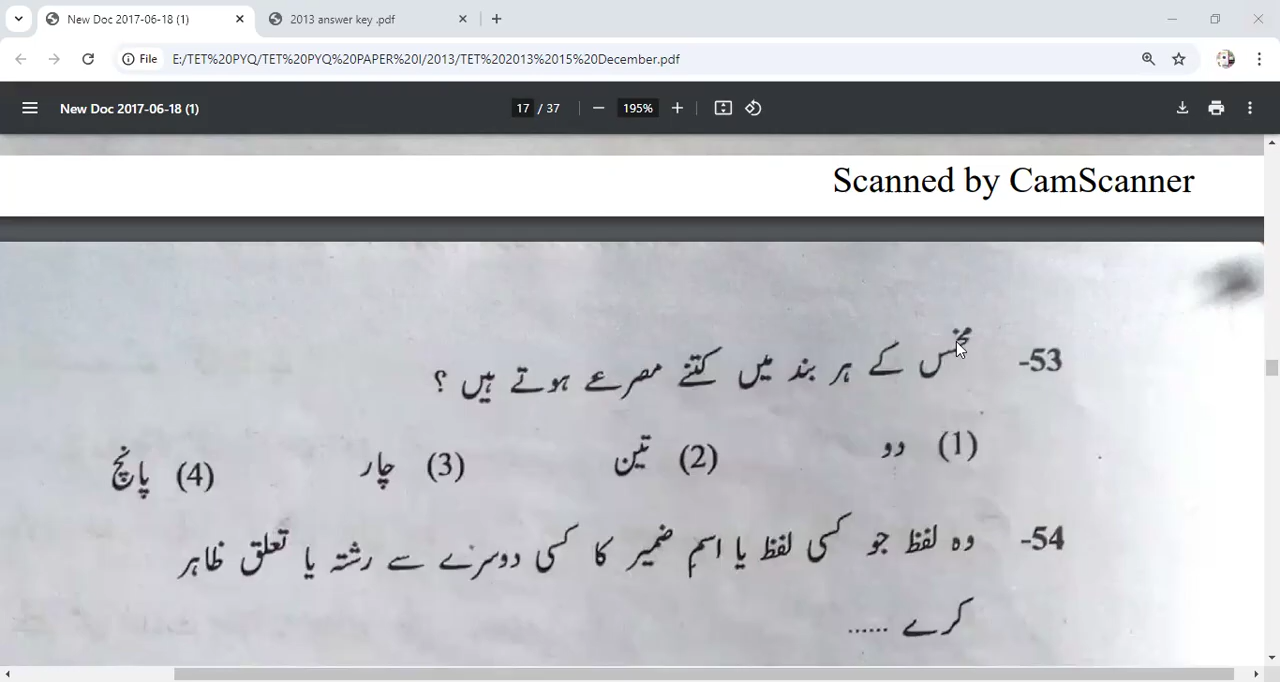 New Doc 2017-06-18 (1)
2013 answer key .pdf
File
E:/TET%20PYQ/TET%20PYQ%20PAPER%20I/2013/TET%202013%2015%20December.pdf
New Doc 2017-06-18 (1)
17 / 37
195%
Scanned by CamScanner
53- مخمس کے ہر بند میں کتنے مصرعے ہوتے ہیں ؟
(1) دو (2) تین (3) چار (4) پانچ
54- وہ لفظ جو کسی لفظ یا اسمِ ضمیر کا کسی دوسرے سے رشتہ یا تعلق ظاہر
کرے ......